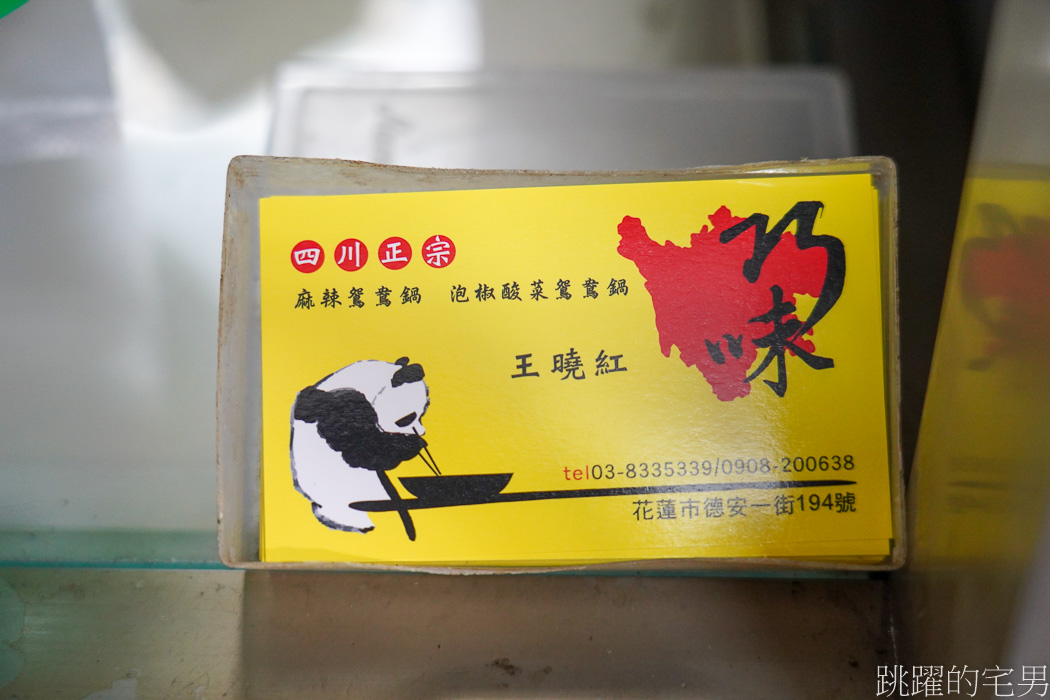 四川正宗
麻辣鴛鴦鍋 泡椒酸菜鴛鴦鍋
巧味
王曉紅
tel03-8335339/0908-200638
花蓮市德安一街194號
跳躍的宅男